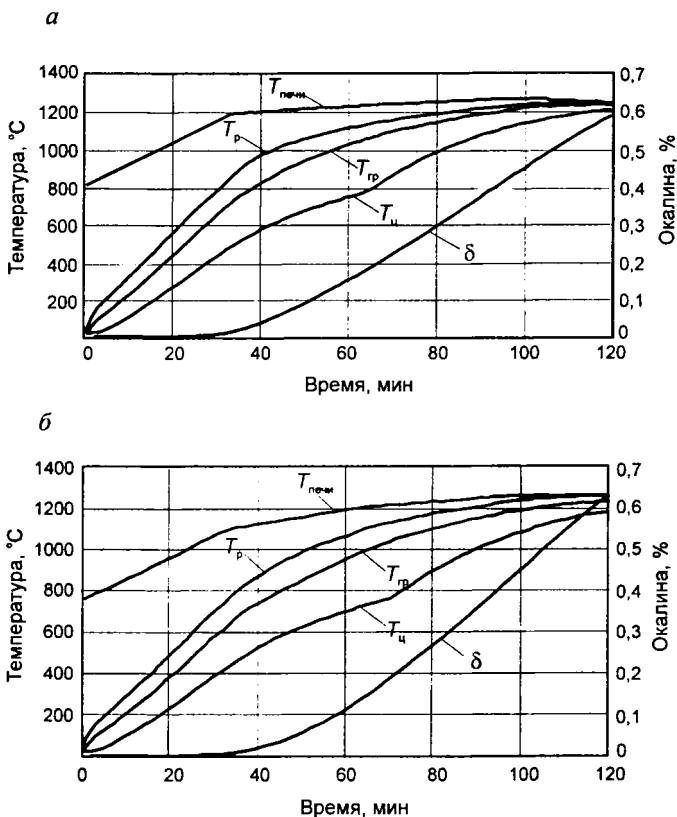 а
Температура, °C
1400
1200
1000
800
600
400
200
0
20
40
60
80
100
120
Время, мин
0,7
0,6
0,5
0,4
0,3
0,2
0,1
0
Окалина, %
Tпечи
Tр
Tгр
Tц
δ
б
Температура, °C
1400
1200
1000
800
600
400
200
0
20
40
60
80
100
120
Время, мин
0,7
0,6
0,5
0,4
0,3
0,2
0,1
0
Окалина, %
Tпечи
Tр
Tгр
Tц
δ